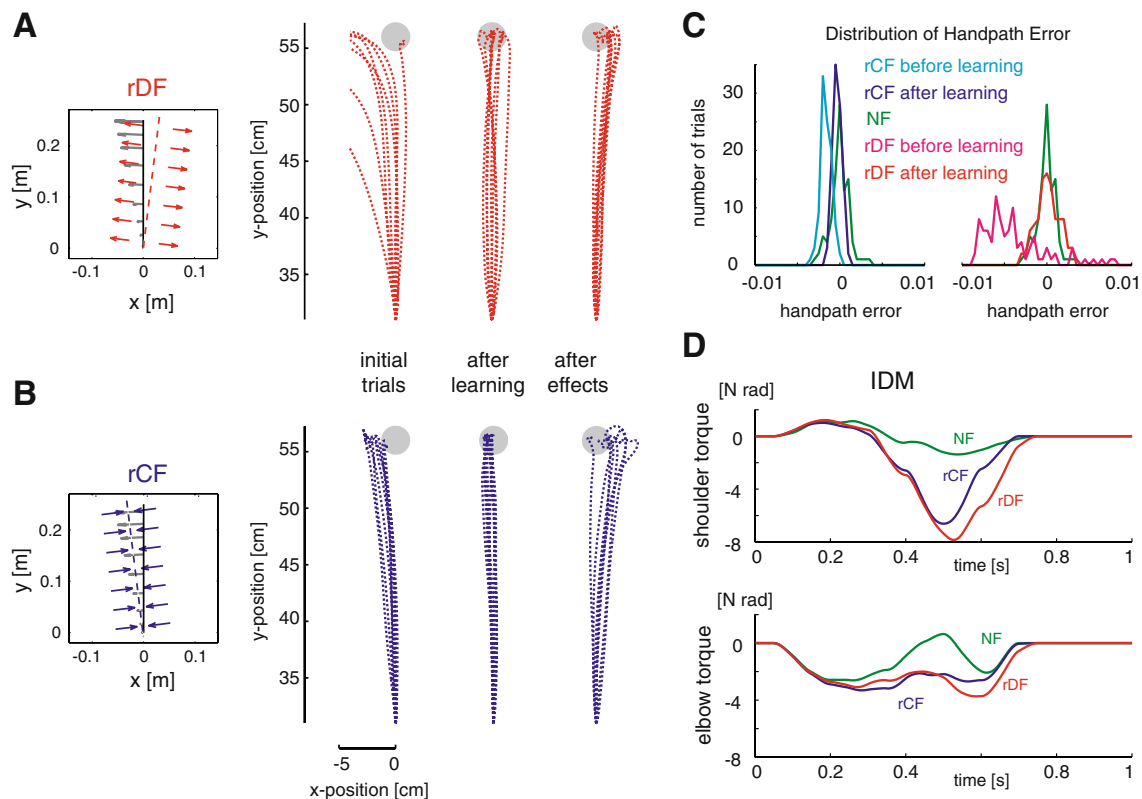 A
rDF
y [m]
0.2
0.1
0
-0.1
0
0.1
x [m]
y-position [cm]
55
45
40
35
initial trials
after learning
after effects
B
rCF
y [m]
0.2
0.1
0
-0.1
0
0.1
x [m]
y-position [cm]
55
50
45
40
35
-5
0
x-position [cm]
C
Distribution of Handpath Error
rCF before learning
rCF after learning
NF
rDF before learning
rDF after learning
number of trials
30
20
10
0
-0.01
0
0.01
handpath error
-0.01
0
0.01
handpath error
D
IDM
[N rad]
shoulder torque
0
-4
-8
NF
rCF
rDF
0
0.2
0.4
0.6
0.8
1
time [s]
[N rad]
elbow torque
0
-4
-8
NF
rCF
rDF
0
0.2
0.4
0.6
0.8
1
time [s]